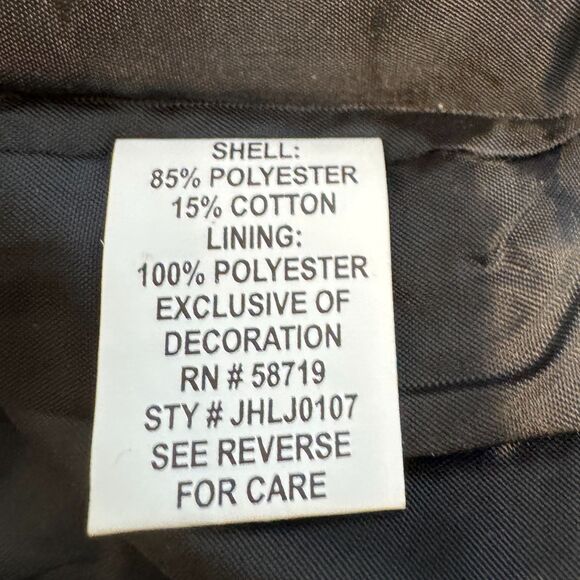 SHELL:
85% POLYESTER
15% COTTON
LINING:
100% POLYESTER
EXCLUSIVE OF
DECORATION
RN # 58719
STY # JHLJ0107
SEE REVERSE
FOR CARE